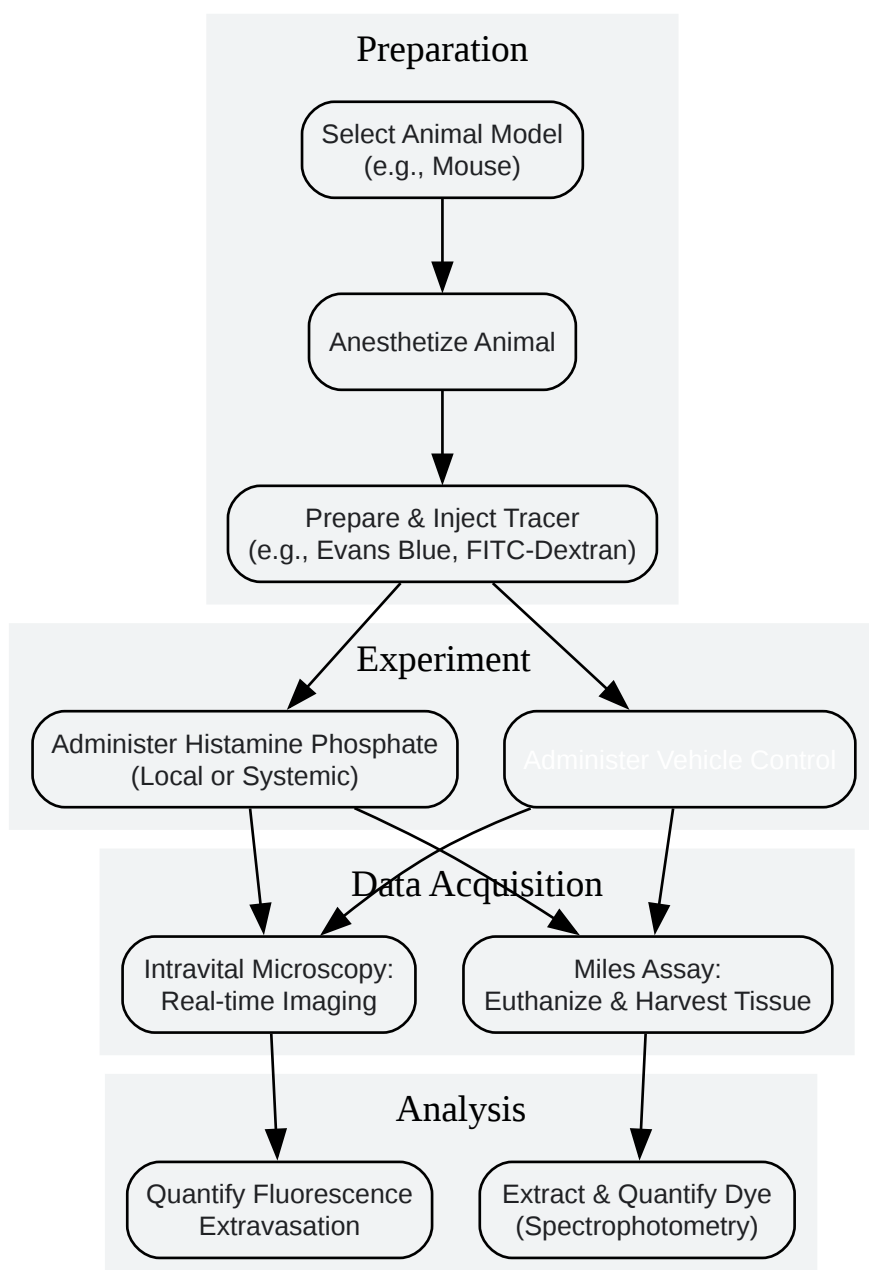 Preparation
Select Animal Model
(e.g., Mouse)
Anesthetize Animal
Prepare & Inject Tracer
(e.g., Evans Blue, FITC-Dextran)
Experiment
Administer Histamine Phosphate
(Local or Systemic)
Administer Vehicle Control
Data Acquisition
Intravital Microscopy:
Real-time Imaging
Miles Assay:
Euthanize & Harvest Tissue
Analysis
Quantify Fluorescence
Extravasation
Extract & Quantify Dye
(Spectrophotometry)